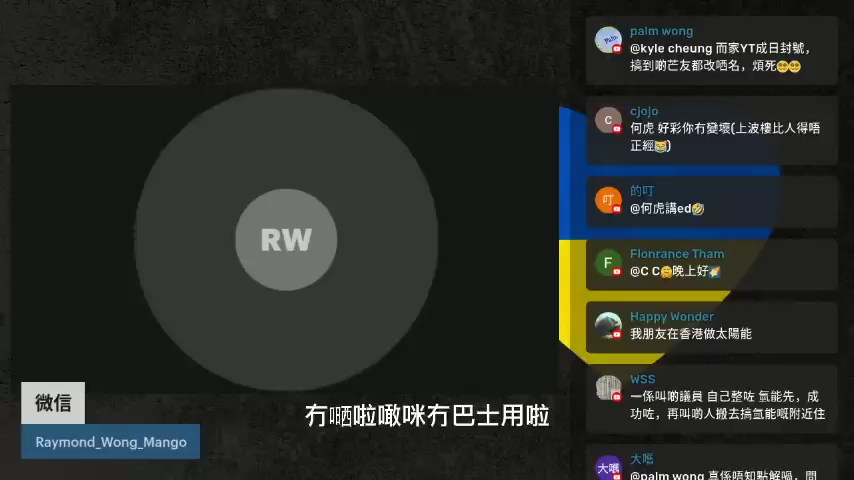 RW
微信
Raymond_Wong_Mango
冇晒啦噉咪冇巴士用啦
palm wong
@kyle cheung 而家YT成日封號，
搞到啲芒友都改晒名，煩死
cjojo
C
何虎 好彩你冇變壞(上波樓比人得唔
正經)
的叮
叮
@何虎講ed
Flonrance Tham
F
@C C晚上好
Happy Wonder
我朋友在香港做太陽能
WSS
一係叫啲議員 自己整咗 氫能先，成
功咗，再叫啲人搬去搞氫能嘅附近住
大嚿
@palm wong 真係唔知點解喎，問